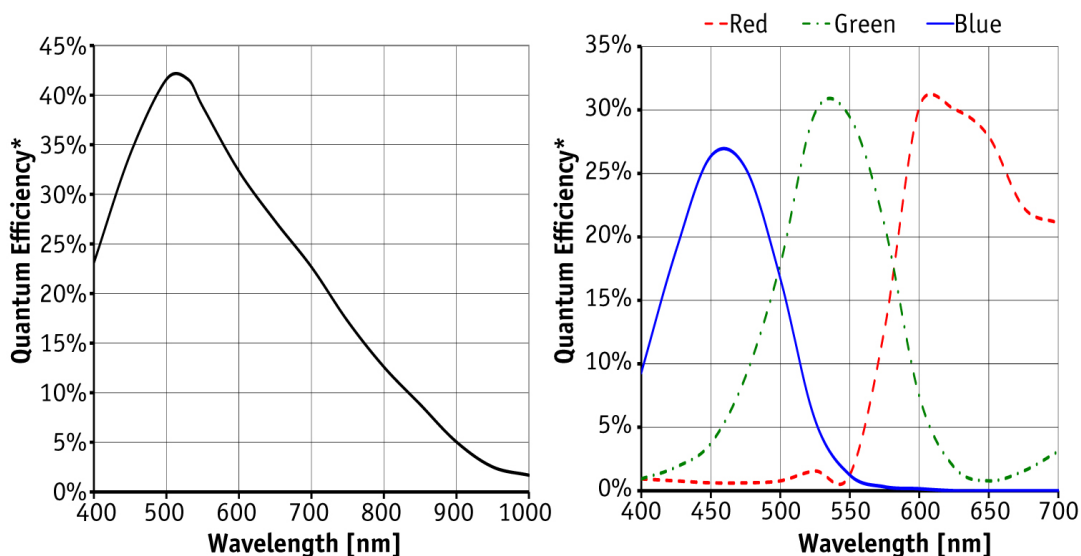 Quantum Efficiency*
45%
40%
35%
30%
25%
20%
15%
10%
5%
0%
400 500 600 700 800 900 1000
Wavelength [nm]
Red Green Blue
Quantum Efficiency*
35%
30%
25%
20%
15%
10%
5%
0%
400 450 500 550 600 650 700
Wavelength [nm]